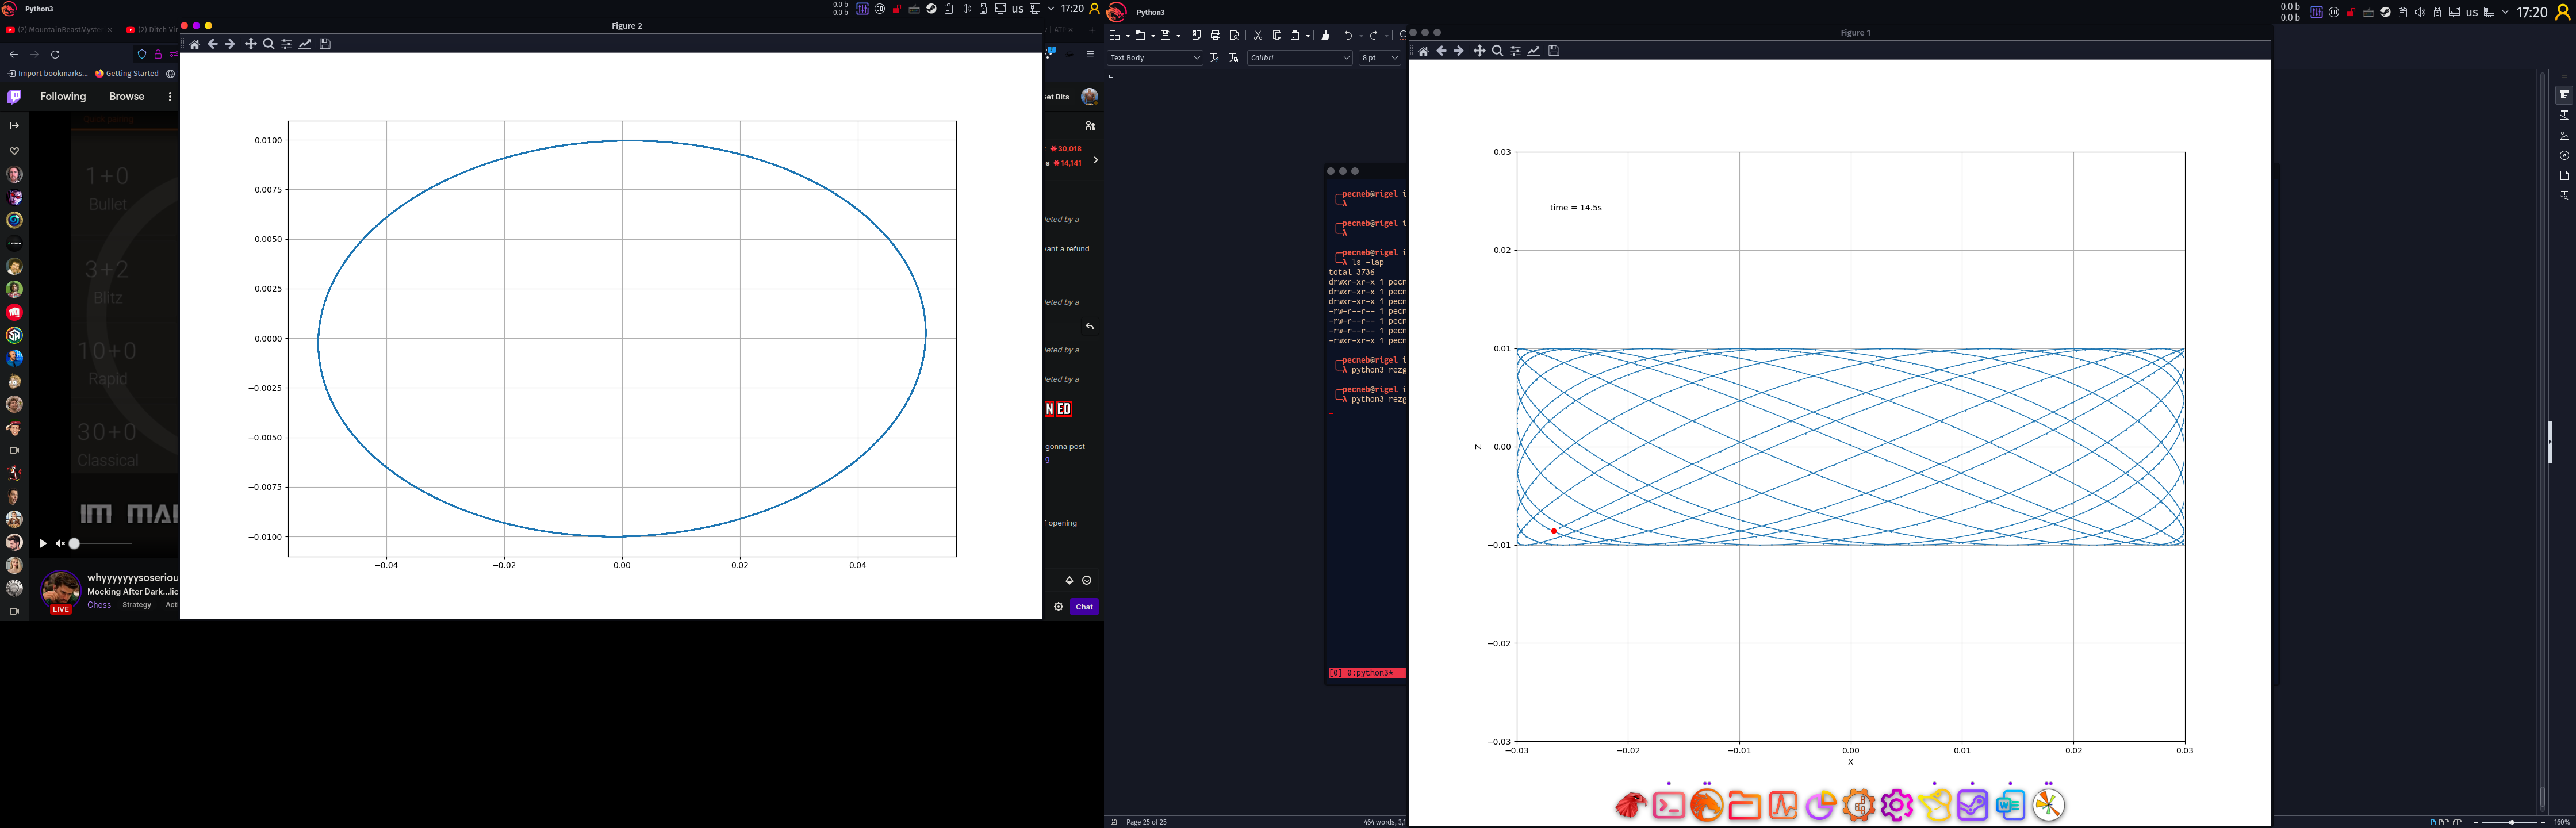 Python3
0.0 b
0.0 b
us
17:20
Figure 2
(2) MountainBeastMyste
(2) Ditch Vir
Import bookmarks...
Getting Started
Following
Browse
1+0
Bullet
3+2
Blitz
10+0
Rapid
30+0
Classical
LIVE
whyyyyyysoseriou
Mocking After Dark...lic
Chess
Strategy
Act
0.0100
0.0075
0.0050
0.0025
0.0000
−0.0025
−0.0050
−0.0075
−0.0100
−0.04
−0.02
0.00
0.02
0.04
et Bits
30,018
14,141
leted by a
vant a refund
leted by a
leted by a
leted by a
N ED
gonna post
g
f opening
Chat
Python3
0.0 b
0.0 b
us
17:20
Text Body
Calibri
8 pt
pecneb@rigel i
λ
pecneb@rigel i
λ
pecneb@rigel i
λ ls -lap
total 3736
drwxr-xr-x 1 pecn
drwxr-xr-x 1 pecn
drwxr-xr-x 1 pecn
-rw-r--r-- 1 pecn
-rw-r--r-- 1 pecn
-rw-r--r-- 1 pecn
-rwxr-xr-x 1 pecn
pecneb@rigel i
λ python3 rezg
pecneb@rigel i
λ python3 rezg
[0] 0:python3*
Figure 1
time = 14.5s
0.03
0.02
0.01
0.00
−0.01
−0.02
−0.03
Z
−0.03
−0.02
−0.01
0.00
0.01
0.02
0.03
X
Page 25 of 25
464 words, 3,1
160%